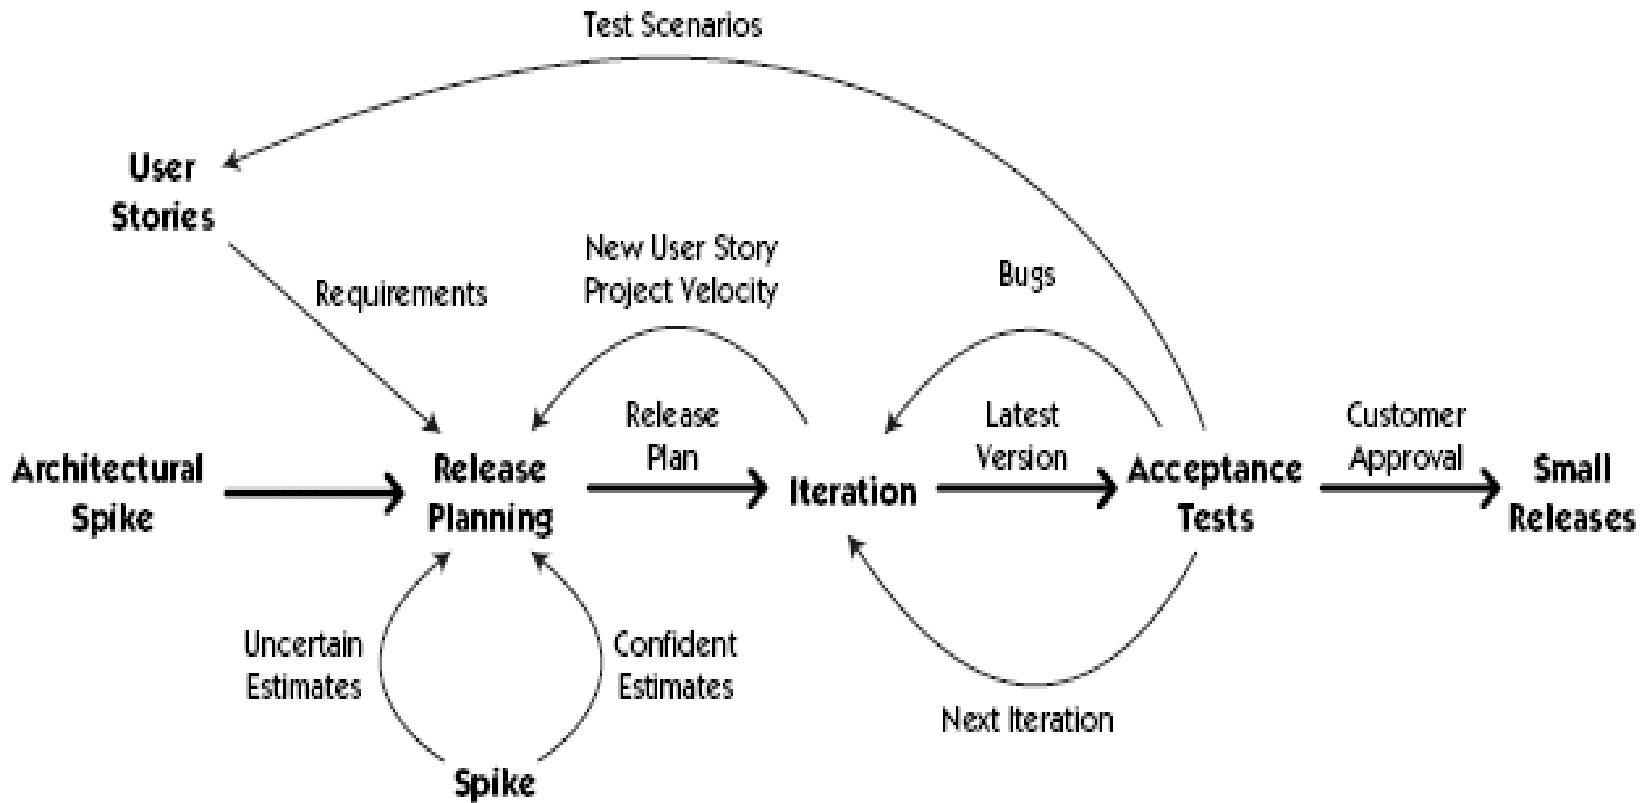 Test Scenarios
User
Stories
New User Story
Project Velocity
Bugs
Requirements
Release
Plan
Latest
Version
Customer
Approval
Architectural
Spike
Release
Planning
Iteration
Acceptance
Tests
Small
Releases
Uncertain
Estimates
Confident
Estimates
Next Iteration
Spike